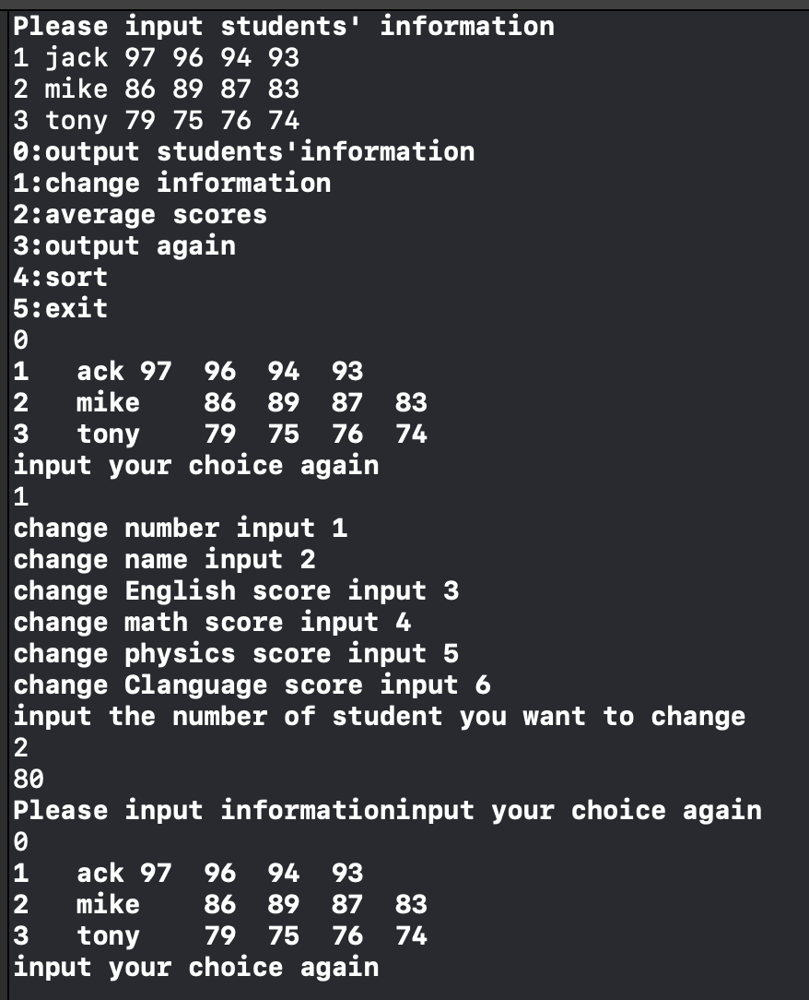 Please input students' information
1 jack 97 96 94 93
2 mike 86 89 87 83
3 tony 79 75 76 74
0:output students'information
1:change information
2:average scores
3:output again
4:sort
5:exit
0
1   ack 97  96  94  93
2   mike    86  89  87  83
3   tony    79  75  76  74
input your choice again
1
change number input 1
change name input 2
change English score input 3
change math score input 4
change physics score input 5
change Clanguage score input 6
input the number of student you want to change
2
80
Please input informationinput your choice again
0
1   ack 97  96  94  93
2   mike    86  89  87  83
3   tony    79  75  76  74
input your choice again